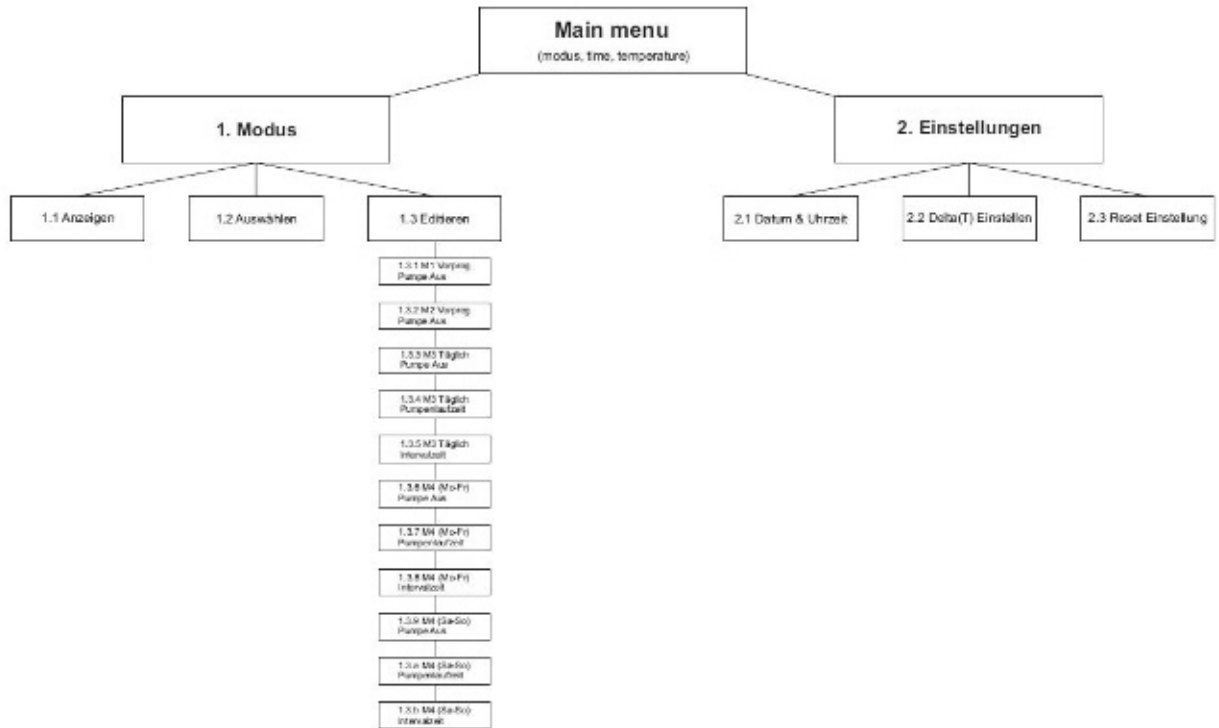 Main menu
(modus, time, temperature)
1. Modus
2. Einstellungen
1.1 Anzeigen
1.2 Auswählen
1.3 Editieren
2.1 Datum & Uhrzeit
2.2 Delta(T) Einstellen
2.3 Reset Einstellung
1.3.1 M1 Vorprog
Pumpe Aus
1.3.2 M2 Vorprog
Pumpe Aus
1.3.3 M3 Täglich
Pumpe Aus
1.3.4 M3 Täglich
Pumpenlaufzeit
1.3.5 M3 Täglich
Intervalzeit
1.3.6 M4 (Mo-Fr)
Pumpe Aus
1.3.7 M4 (Mo-Fr)
Pumpenlaufzeit
1.3.8 M4 (Mo-Fr)
Intervalzeit
1.3.9 M4 (Sa-So)
Pumpe Aus
1.3.a M4 (Sa-So)
Pumpenlaufzeit
1.3.b M4 (Sa-So)
Intervalzeit